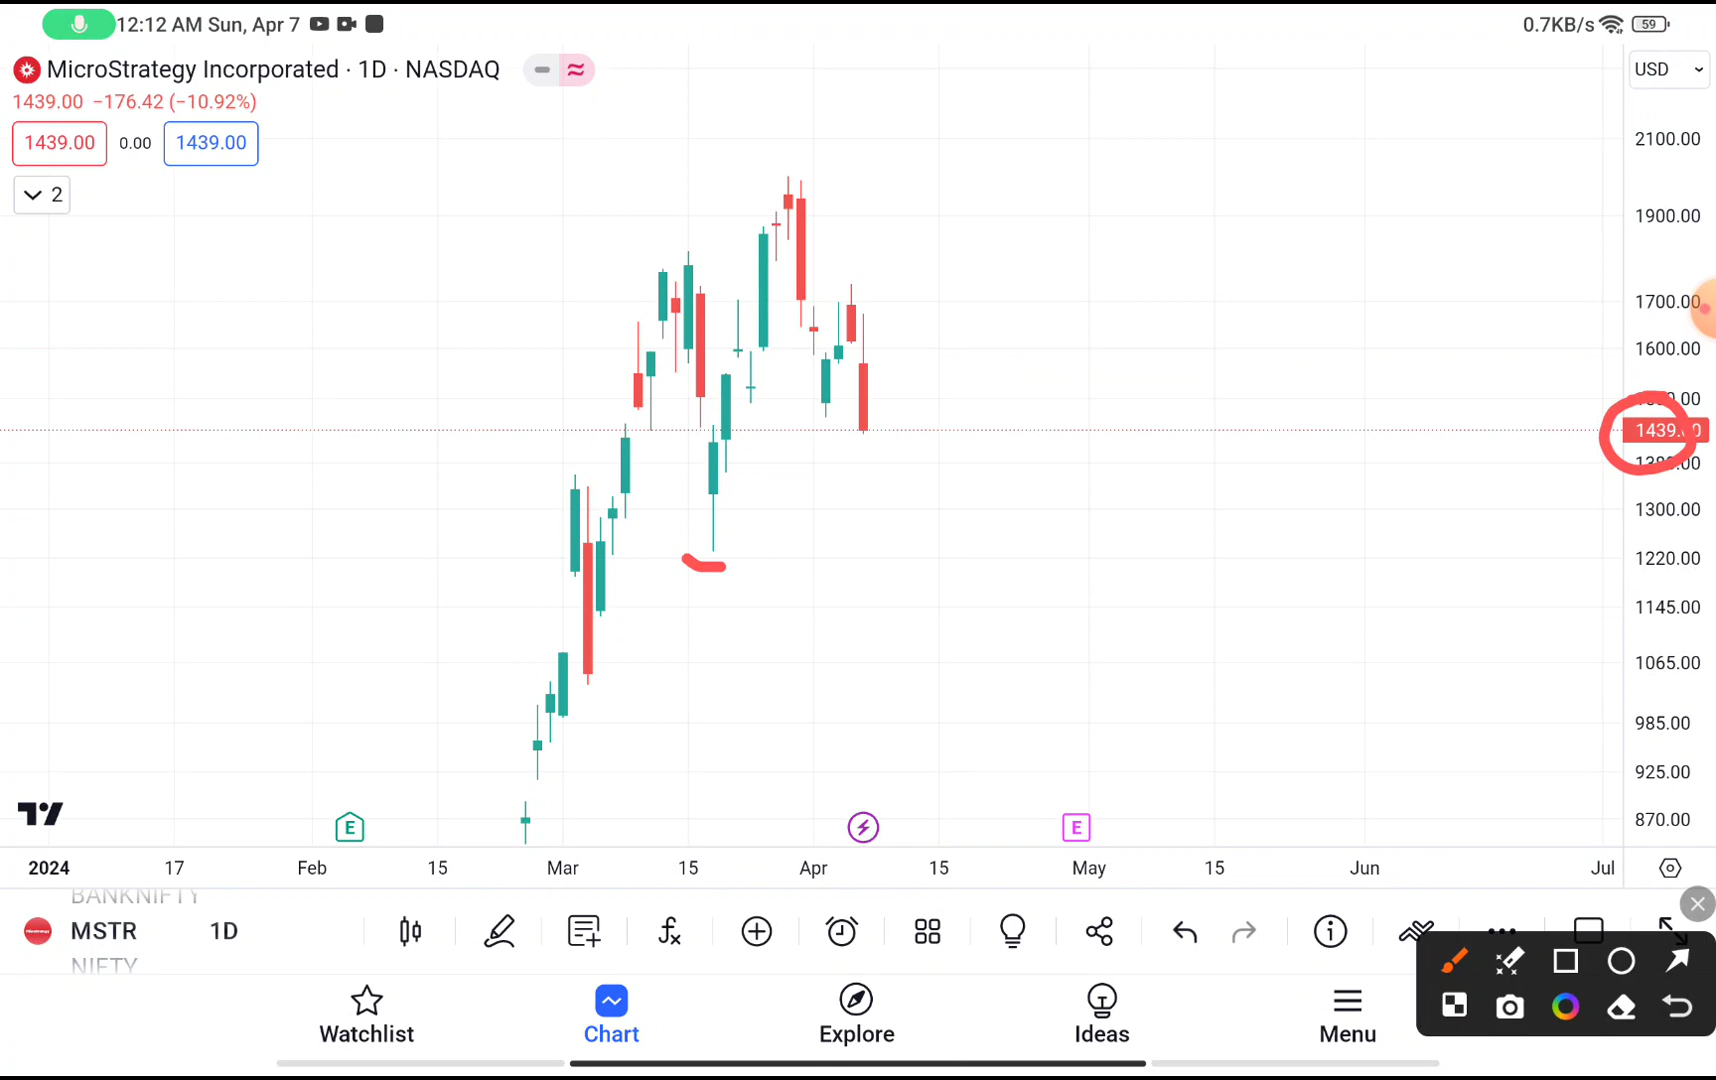 12:12 AM Sun, Apr 7
0.7KB/s
59
MicroStrategy Incorporated · 1D · NASDAQ
USD
1439.00 −176.42 (−10.92%)
1439.00 0.00 1439.00
2
2100.00
1900.00
1700.00
1600.00
1439.
1300.00
1220.00
1145.00
1065.00
985.00
925.00
870.00
E
E
2024 17 Feb 15 Mar 15 Apr 15 May 15 Jun Jul
BANKNIFTY
MSTR 1D
NIFTY
Watchlist Chart Explore Ideas Menu